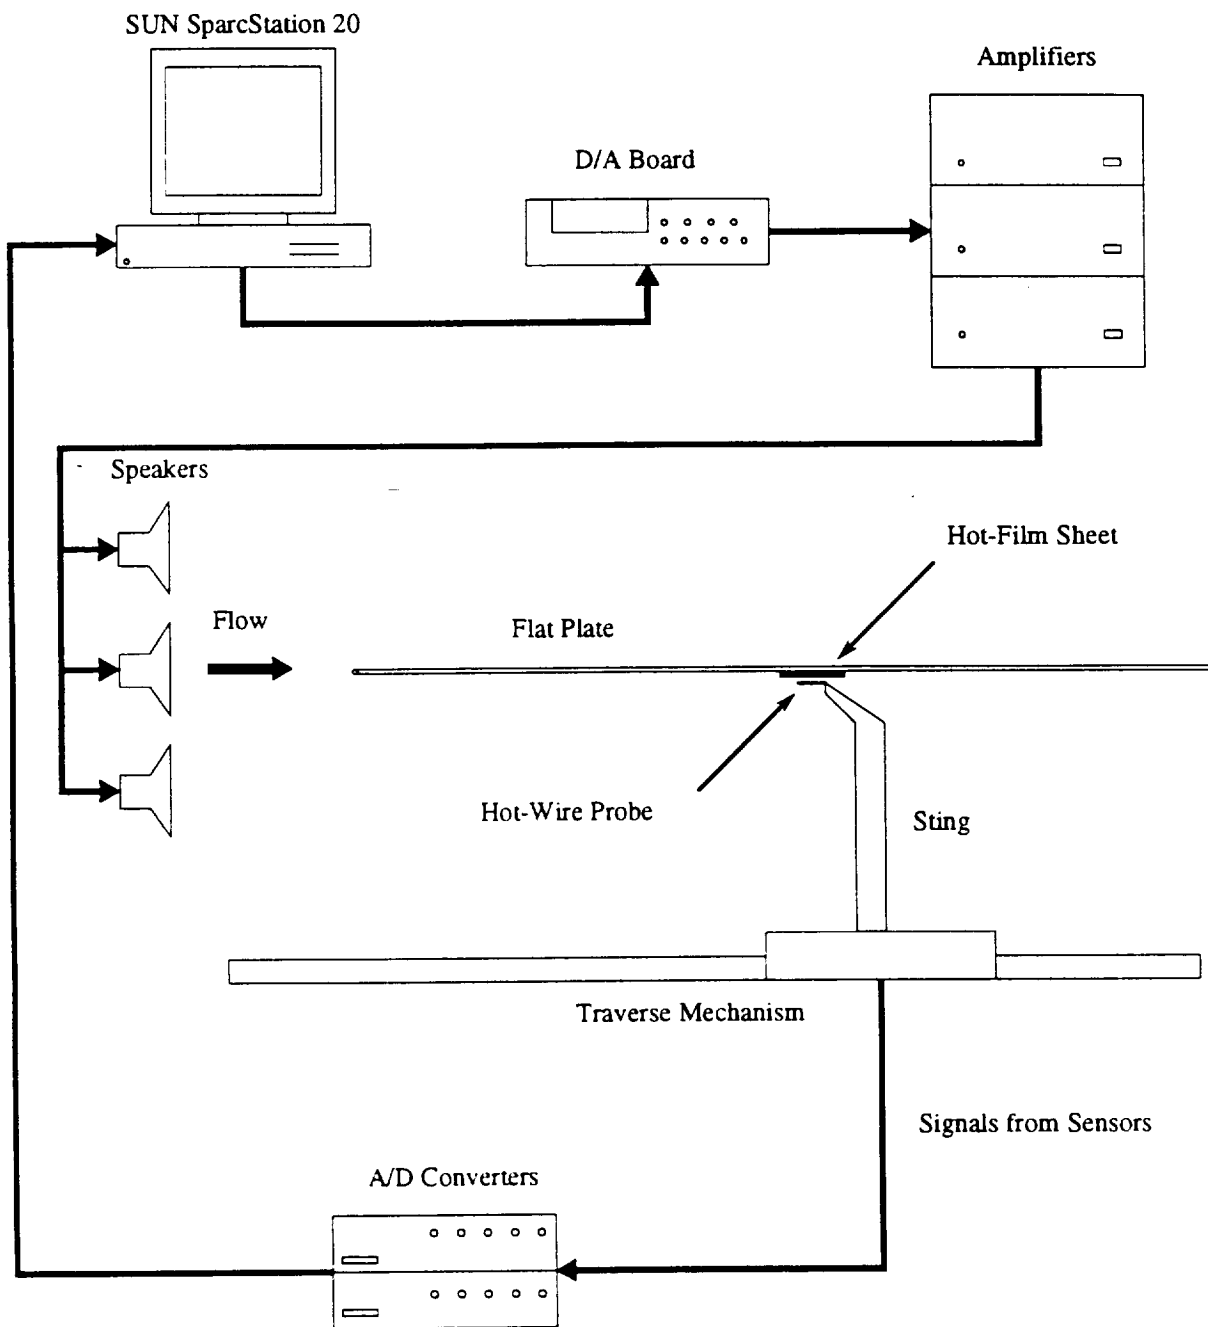 SUN SparcStation 20
Amplifiers
D/A Board
Speakers
Hot-Film Sheet
Flow
Flat Plate
Hot-Wire Probe
Sting
Traverse Mechanism
Signals from Sensors
A/D Converters